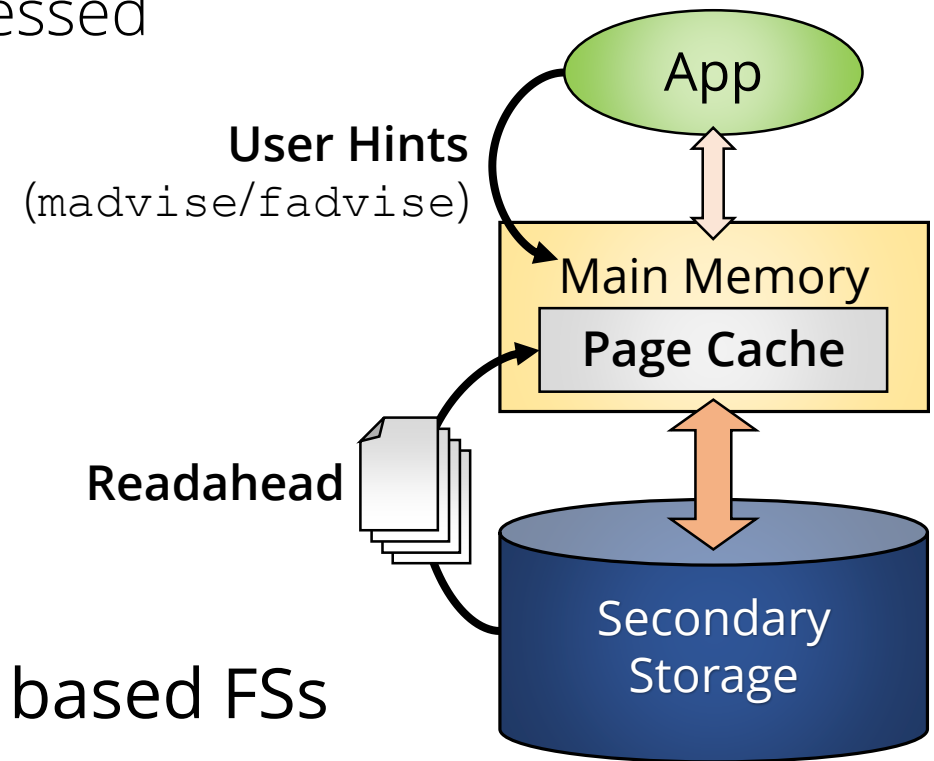 essed
App
User Hints
(madvise/fadvise)
Main Memory
Page Cache
Readahead
Secondary
Storage
based FSs